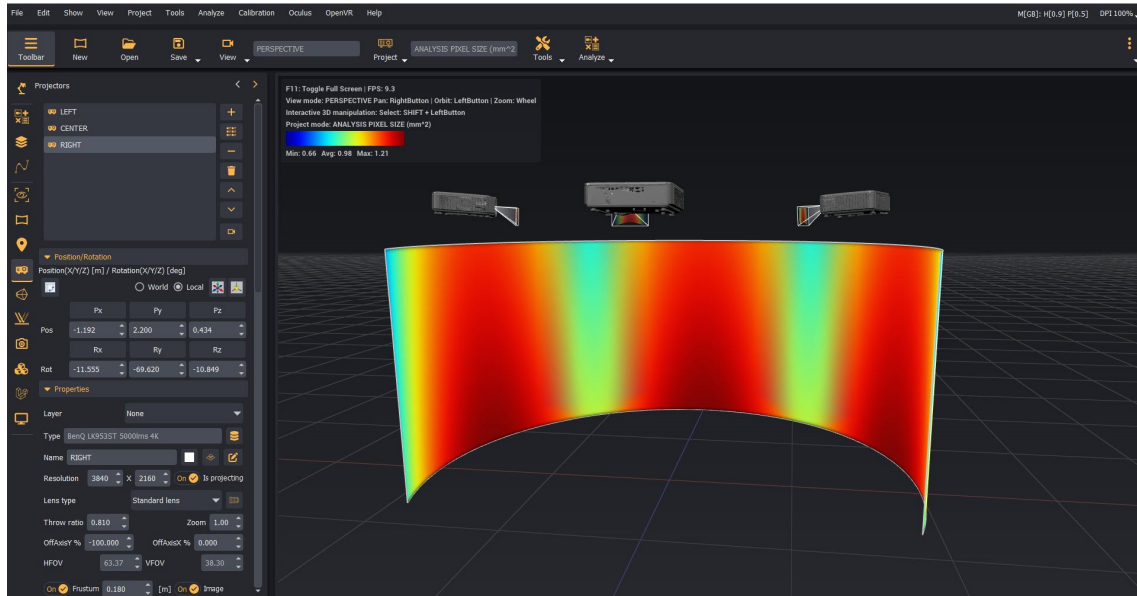 File Edit Show View Project Tools Analyze Calibration Oculus OpenVR Help M[GB]: H[0.9] P[0.5] DPI 100%
Toolbar New Open Save View PERSPECTIVE Project ANALYSIS PIXEL SIZE (mm^2 Tools Analyze
Projectors
LEFT
CENTER
RIGHT
Position/Rotation
Position(X/Y/Z) [m] / Rotation(X/Y/Z) [deg]
World Local
Px Py Pz
Pos -1.192 2.200 0.434
Rx Ry Rz
Rot -11.555 -69.620 -10.849
Properties
Layer None
Type BenQ LK953ST 5000lms 4K
Name RIGHT
Resolution 3840 X 2160 On Is projecting
Lens type Standard lens
Throw ratio 0.810 Zoom 1.00
OffAxisY % -100.000 OffAxisX % 0.000
HFOV 63.37 VFOV 38.30
On Frustum 0.180 [m] On Image
F11: Toggle Full Screen | FPS: 9.3
View mode: PERSPECTIVE Pan: RightButton | Orbit: LeftButton | Zoom: Wheel
Interactive 3D manipulation: Select: SHIFT + LeftButton
Project mode: ANALYSIS PIXEL SIZE (mm^2)
Min: 0.66 Avg: 0.98 Max: 1.21